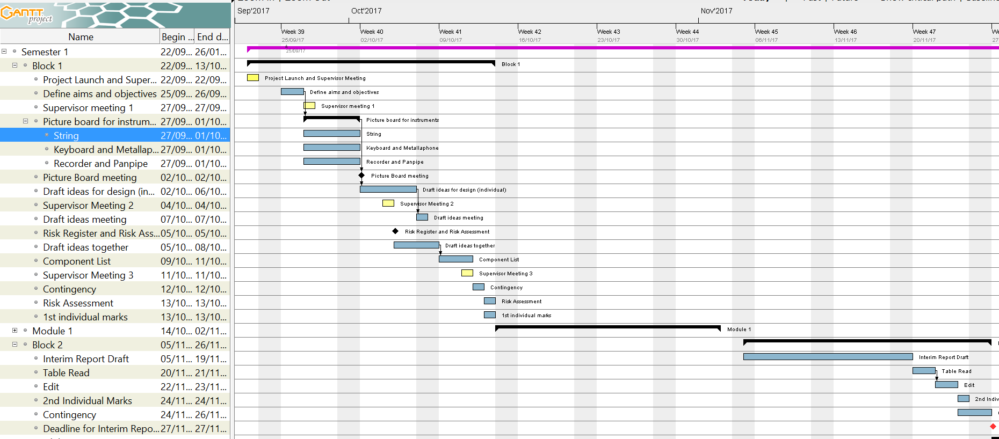 GANTT
project
Sep'2017 Oct'2017 Nov'2017
Week 39 Week 40 Week 41 Week 42 Week 43 Week 44 Week 45 Week 46 Week 47
25/09/17 02/10/17 09/10/17 16/10/17 23/10/17 30/10/17 06/11/17 13/11/17 20/11/17 27
Name Begin ... End d...
Semester 1 22/09... 26/01... 25/09/17
Block 1 22/09... 13/10... Block 1
Project Launch and Super... 22/09... 22/09... Project Launch and Supervisor Meeting
Define aims and objectives 25/09... 26/09... Define aims and objectives
Supervisor meeting 1 27/09... 27/09... Supervisor meeting 1
Picture board for instrum... 27/09... 01/10... Picture board for instruments
String 27/09... 01/10... String
Keyboard and Metallap... 27/09... 01/10... Keyboard and Metallaphone
Recorder and Panpipe 27/09... 01/10... Recorder and Panpipe
Picture Board meeting 02/10... 02/10... Picture Board meeting
Draft ideas for design (in... 02/10... 06/10... Draft ideas for design (individual)
Supervisor Meeting 2 04/10... 04/10... Supervisor Meeting 2
Draft ideas meeting 07/10... 07/10... Draft ideas meeting
Risk Register and Risk Ass... 05/10... 05/10... Risk Register and Risk Assessment
Draft ideas together 05/10... 08/10... Draft ideas together
Component List 09/10... 11/10... Component List
Supervisor Meeting 3 11/10... 11/10... Supervisor Meeting 3
Contingency 12/10... 12/10... Contingency
Risk Assessment 13/10... 13/10... Risk Assessment
1st individual marks 13/10... 13/10... 1st individual marks
Module 1 14/10... 02/11... Module 1
Block 2 05/11... 26/11...
Interim Report Draft 05/11... 19/11... Interim Report Draft
Table Read 20/11... 21/11... Table Read
Edit 22/11... 23/11... Edit
2nd Individual Marks 24/11... 24/11... 2nd Indiv
Contingency 24/11... 26/11...
Deadline for Interim Repo... 27/11... 27/11...